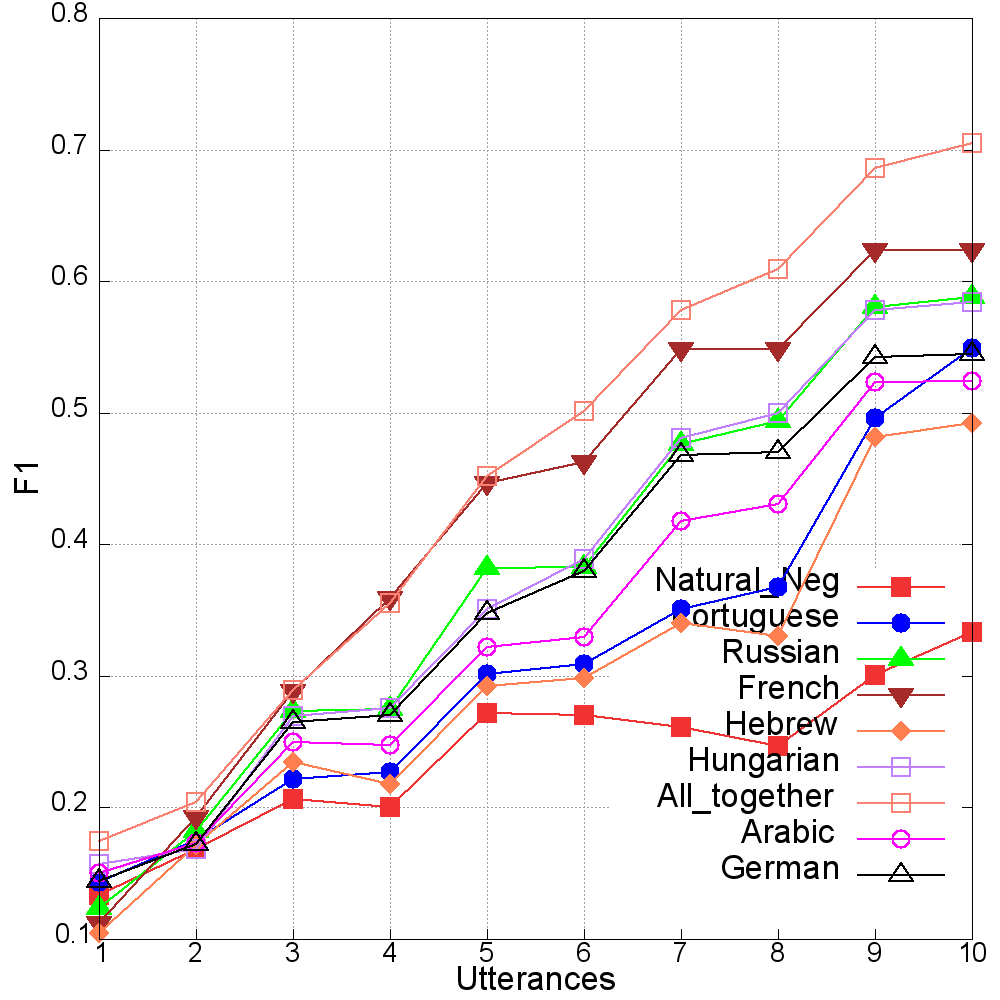 0.8
0.7
0.6
0.5
0.4
0.3
0.2
0.1
F1
Natural_Neg
Portuguese
Russian
French
Hebrew
Hungarian
All_together
Arabic
German
1 2 3 4 5 6 7 8 9 10
Utterances